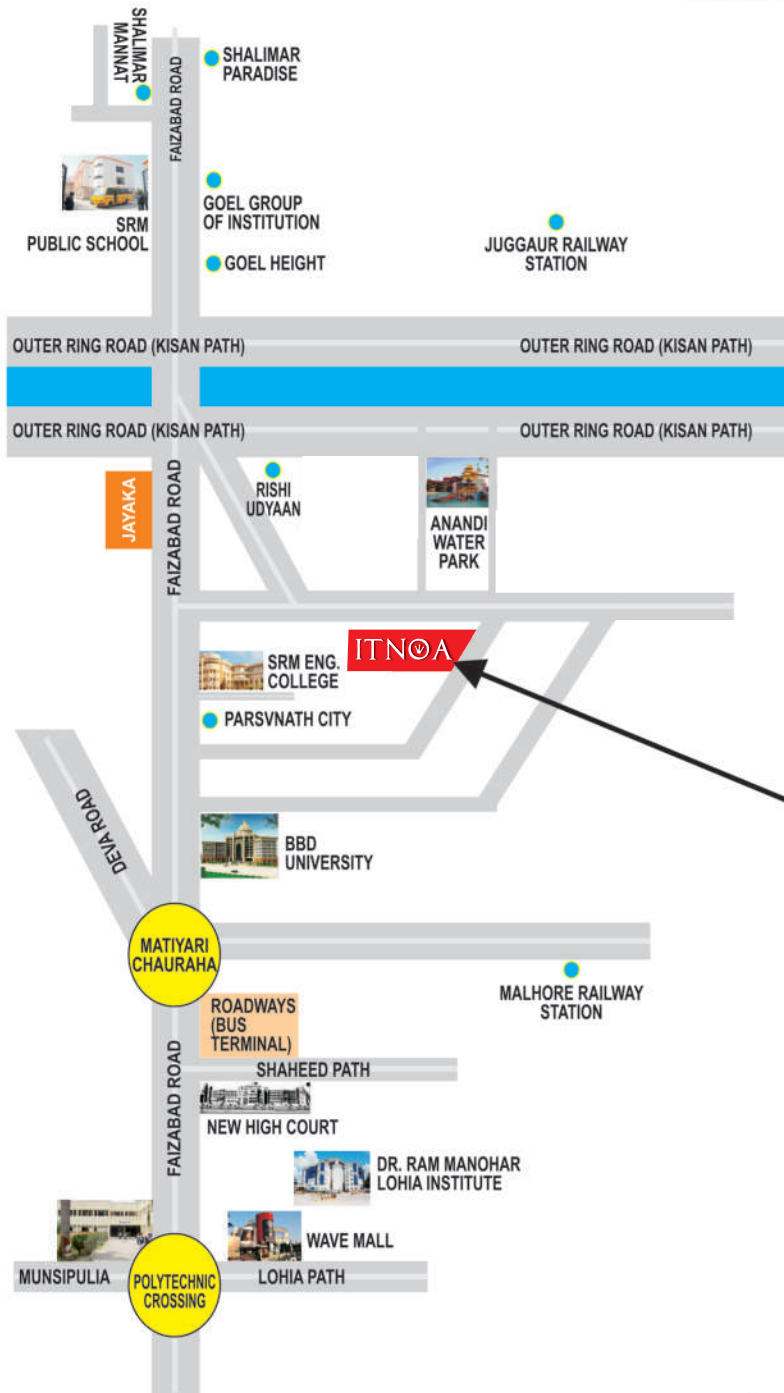 SHALIMAR
MANNAT
FAIZABAD ROAD
SHALIMAR
PARADISE
SRM
PUBLIC SCHOOL
GOEL GROUP
OF INSTITUTION
GOEL HEIGHT
JUGGAUR RAILWAY
STATION
OUTER RING ROAD (KISAN PATH)
OUTER RING ROAD (KISAN PATH)
OUTER RING ROAD (KISAN PATH)
OUTER RING ROAD (KISAN PATH)
JAYAKA
FAIZABAD ROAD
RISHI
UDYAAN
ANANDI
WATER
PARK
ITNOA
SRM ENG.
COLLEGE
PARSVNATH CITY
DEVA ROAD
BBD
UNIVERSITY
MATIYARI
CHAURAHA
MALHORE RAILWAY
STATION
ROADWAYS
(BUS
TERMINAL)
FAIZABAD ROAD
SHAHEED PATH
NEW HIGH COURT
DR. RAM MANOHAR
LOHIA INSTITUTE
WAVE MALL
MUNSIPULIA
POLYTECHNIC
CROSSING
LOHIA PATH